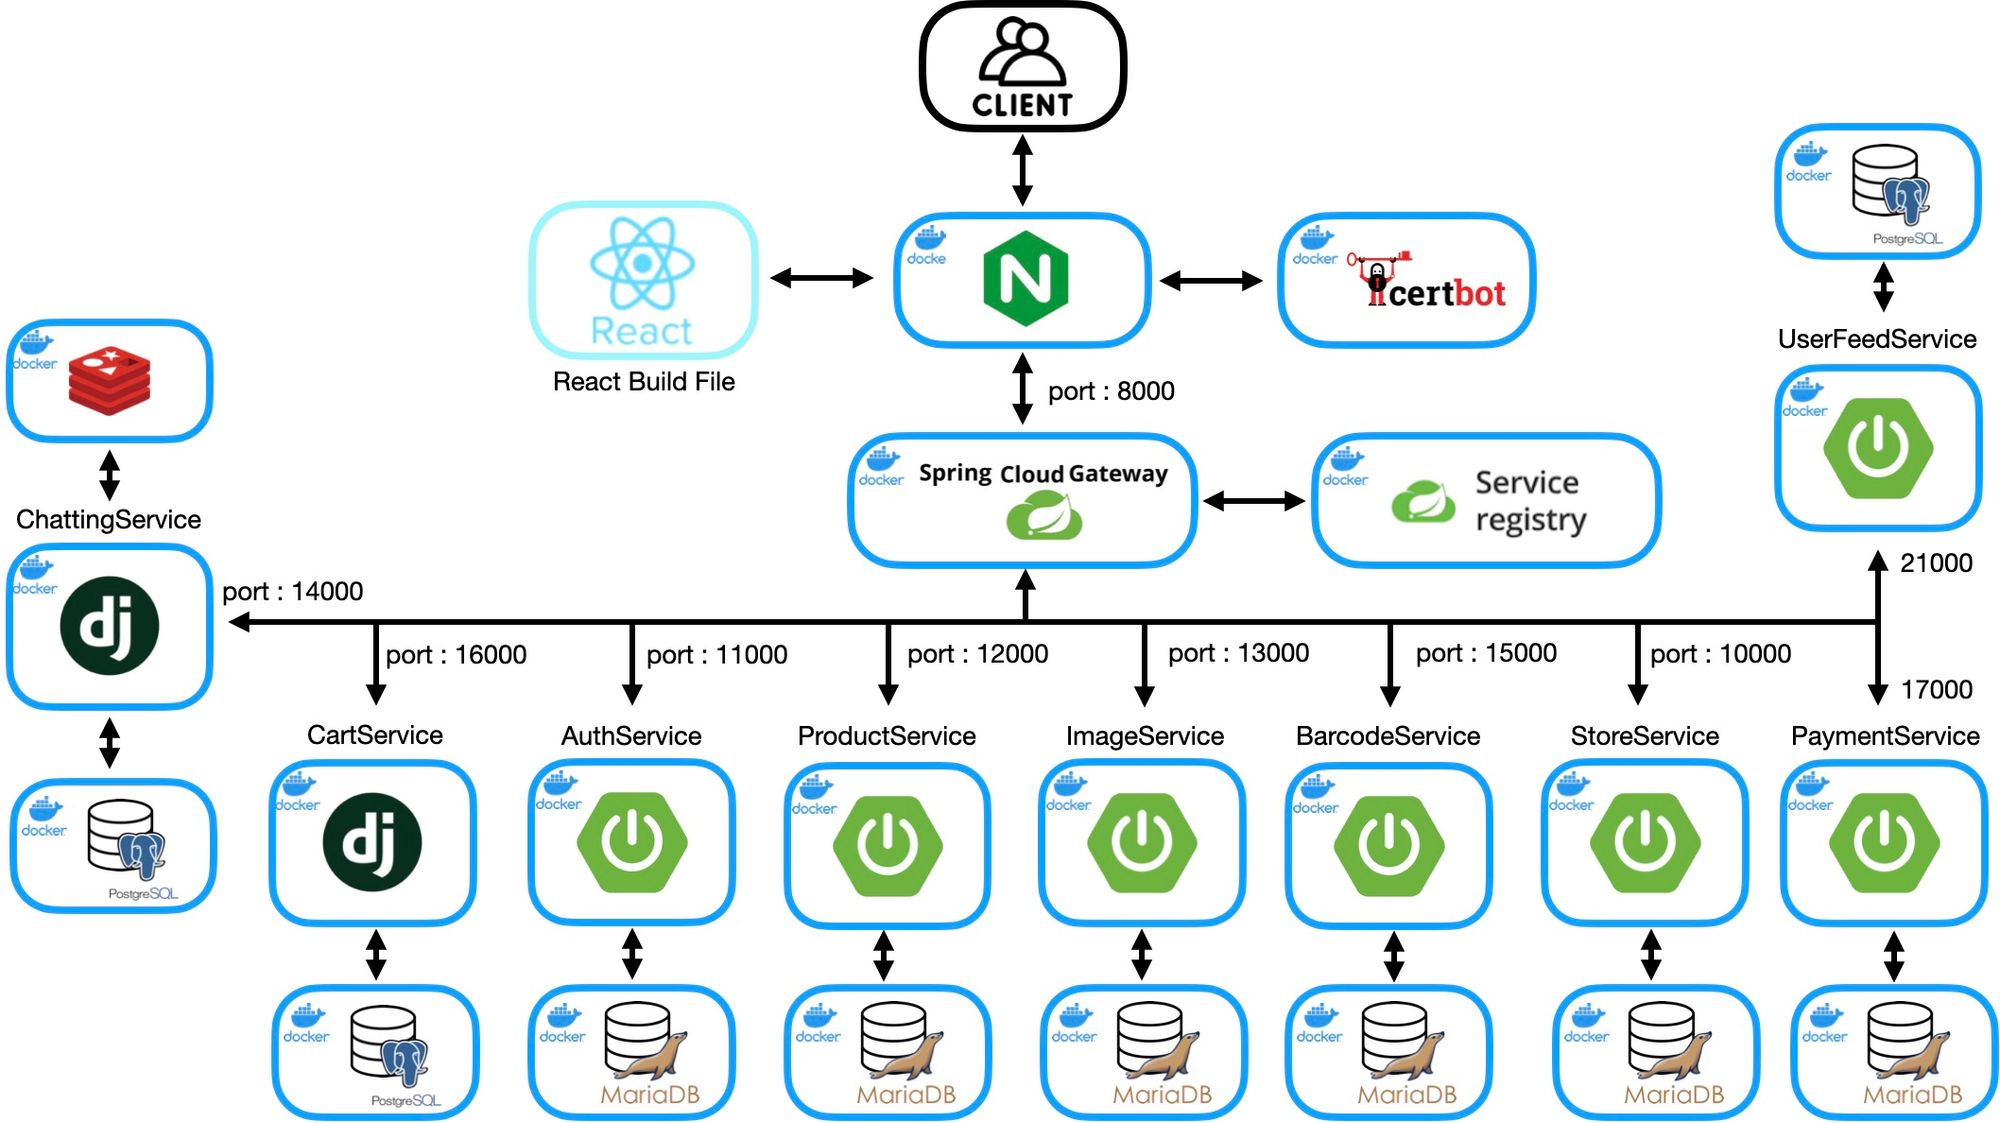 CLIENT
docker
PostgreSQL
docke
docker
certbot
React
React Build File
UserFeedService
docker
port : 8000
docker
docker
Spring Cloud Gateway
docker
Service
registry
ChattingService
docker
port : 14000
21000
port : 16000
port : 11000
port : 12000
port : 13000
port : 15000
port : 10000
17000
CartService
AuthService
ProductService
ImageService
BarcodeService
StoreService
PaymentService
dj
docker
docker
docker
docker
docker
docker
docker
dj
docker
PostgreSQL
docker
PostgreSQL
docker
MariaDB
docker
MariaDB
docker
MariaDB
docker
MariaDB
docker
MariaDB
docker
MariaDB